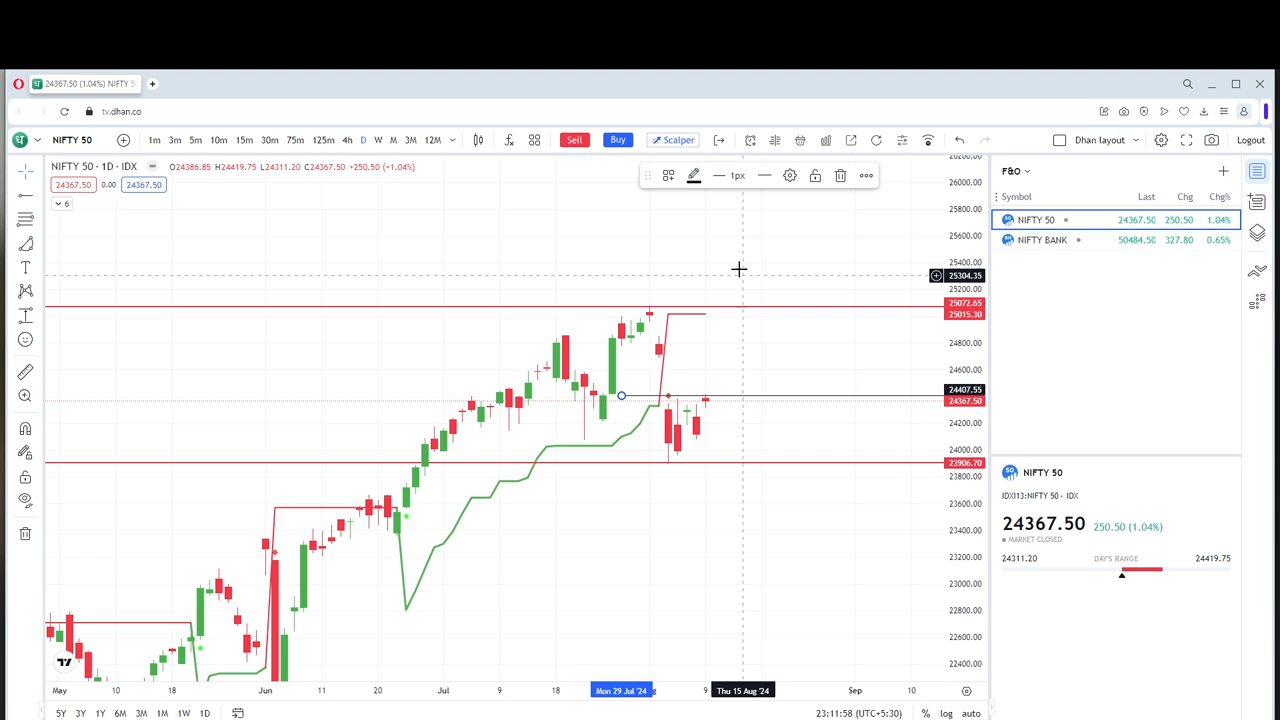 24367.50 (1.04%) NIFTY 5
tv.dhan.co
NIFTY 50 1m 3m 5m 10m 15m 30m 75m 125m 4h D W M 3M 12M Sell Buy Scalper Dhan layout Logout
NIFTY 50 · 1D · IDX O24386.85 H24419.75 L24311.20 C24367.50 +250.50 (+1.04%)
24367.50 0.00 24367.50
6
1px
26200.00
26000.00
25800.00
25600.00
25400.00
25304.35
25200.00
25072.65
25015.30
24800.00
24600.00
24407.55
24367.50
24200.00
24000.00
23906.70
23800.00
23600.00
23400.00
23200.00
23000.00
22800.00
22600.00
22400.00
May 10 18 Jun 11 20 Jul 9 18 Mon 29 Jul '24 9 Thu 15 Aug '24 Sep 10
5Y 3Y 1Y 6M 3M 1M 1W 1D 23:11:58 (UTC+5:30) % log auto
F&O
Symbol Last Chg Chg%
NIFTY 50 24367.50 250.50 1.04%
NIFTY BANK 50484.50 327.80 0.65%
NIFTY 50
IDXI13:NIFTY 50 · IDX
24367.50 250.50 (1.04%)
MARKET CLOSED
24311.20 DAY'S RANGE 24419.75